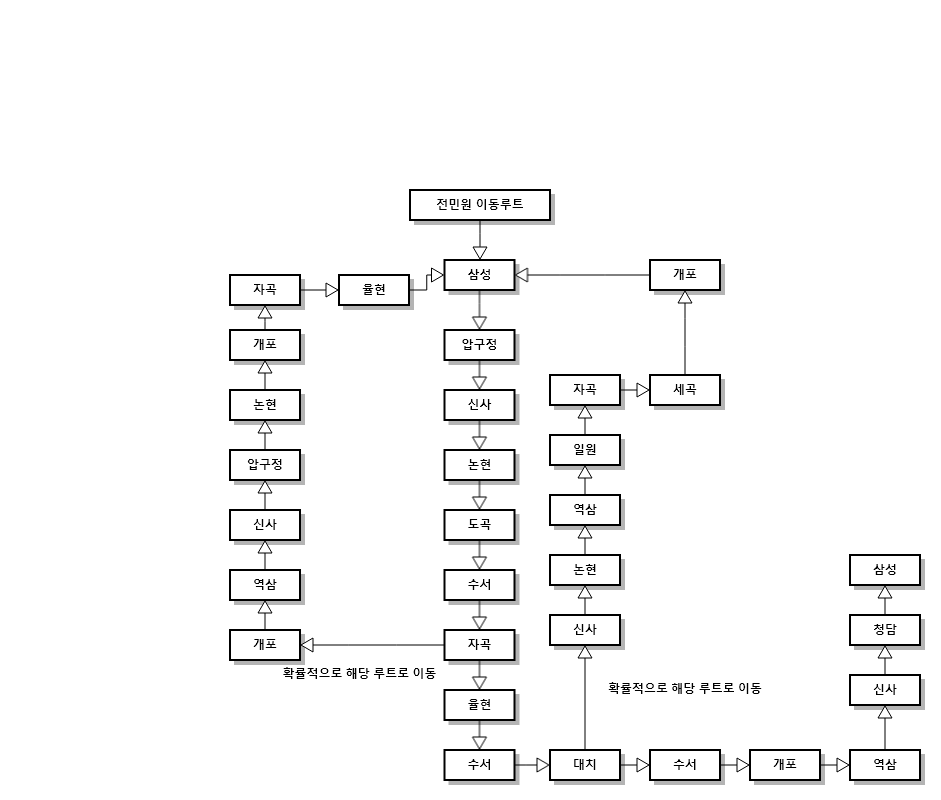 전민원 이동루트
삼성
개포
자곡
율현
압구정
개포
자곡
세곡
논현
신사
일원
압구정
논현
신사
도곡
역삼
역삼
수서
논현
삼성
개포
자곡
신사
청담
확률적으로 해당 루트로 이동
율현
확률적으로 해당 루트로 이동
신사
수서
대치
수서
개포
역삼